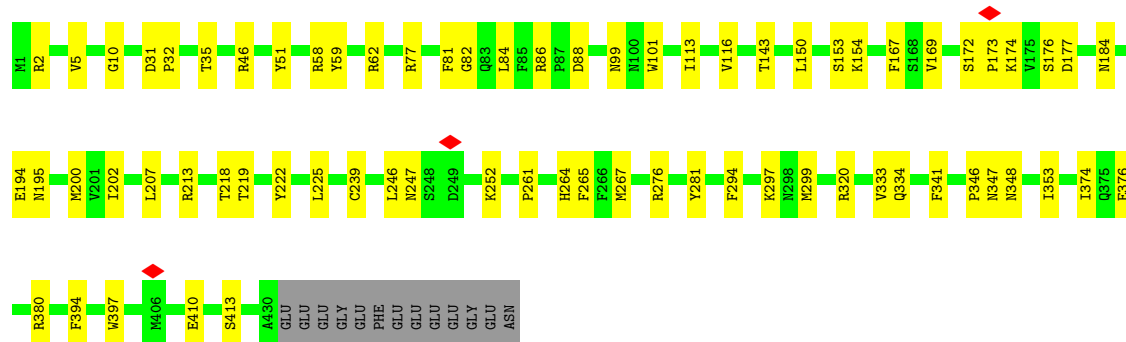 M1 R2 V5 G10 D31 P32 T35 R46 Y51 R58 Y59 R62 R77 F81 G82 Q83 L84 F85 R86 P87 D88 N99 N100 W101 I113 V116 T143 L150 S153 K154 F167 S168 V169 S172 P173 K174 V175 S176 D177 N184
E194 N195 M200 V201 I202 L207 R213 T218 T219 Y222 L225 C239 L246 N247 S248 D249 K252 P261 H264 F265 F266 M267 R276 Y281 F294 K297 N298 M299 R320 V333 Q334 F341 P346 N347 N348 I353 I374 Q375 E376
R380 F394 W397 M406 E410 S413 A430 GLU GLU GLU GLY GLU PHE GLU GLU GLU GLU GLY GLU ASN